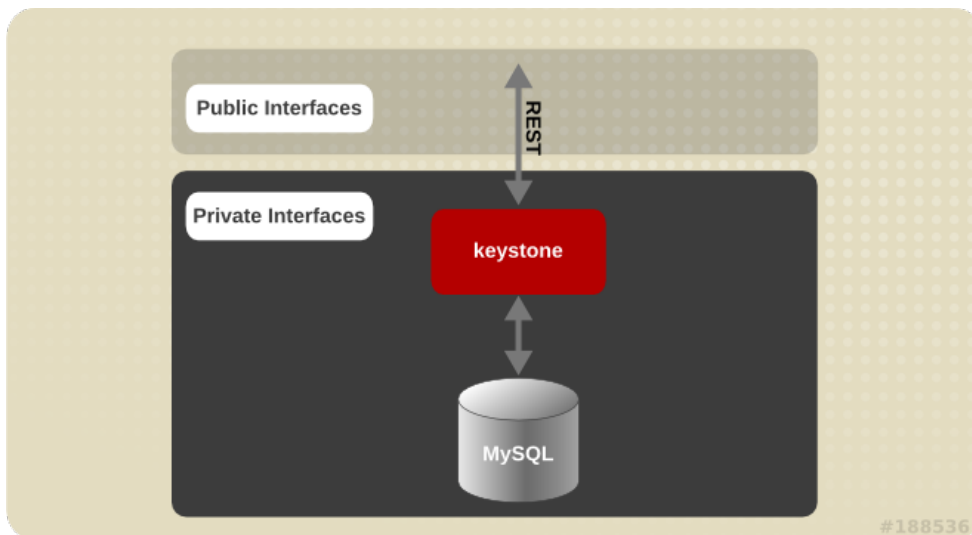 Public Interfaces
REST
Private Interfaces
keystone
MySQL
#188536